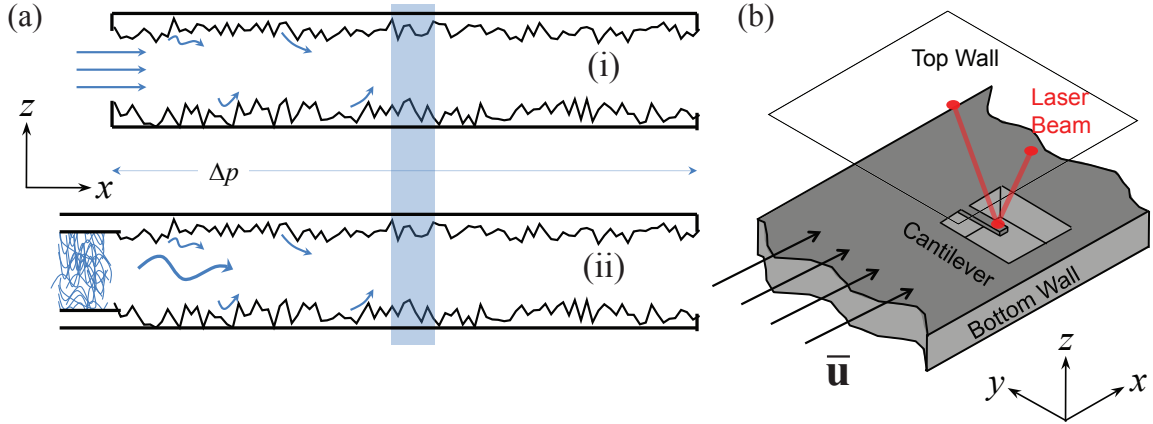 (a)
(i)
z
x
Δp
(ii)
(b)
Top Wall
Laser
Beam
Cantilever
Bottom Wall
ū
z
y
x